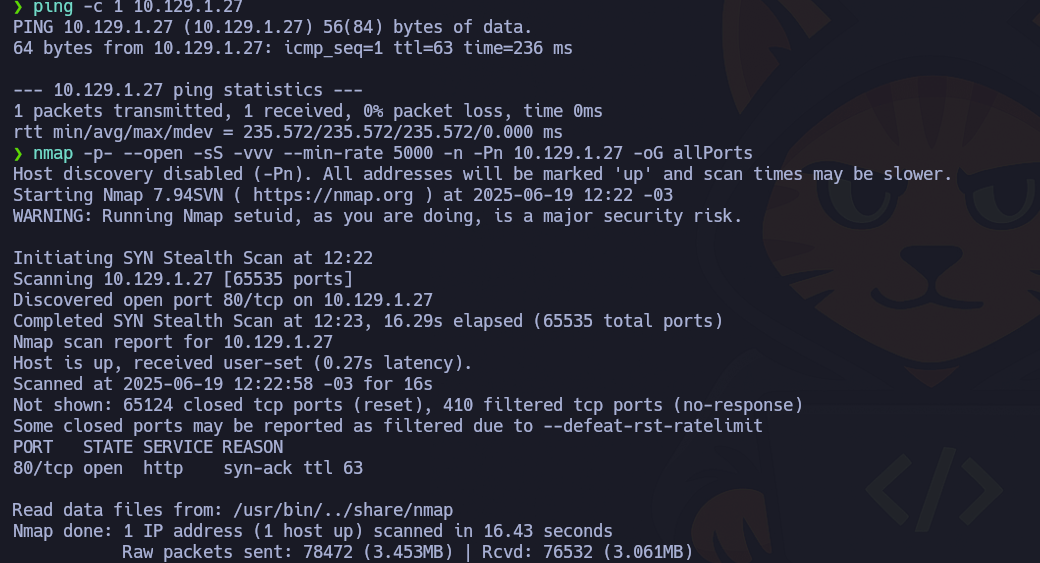 ❯ ping -c 1 10.129.1.27
PING 10.129.1.27 (10.129.1.27) 56(84) bytes of data.
64 bytes from 10.129.1.27: icmp_seq=1 ttl=63 time=236 ms
--- 10.129.1.27 ping statistics ---
1 packets transmitted, 1 received, 0% packet loss, time 0ms
rtt min/avg/max/mdev = 235.572/235.572/235.572/0.000 ms
❯ nmap -p- --open -sS -vvv --min-rate 5000 -n -Pn 10.129.1.27 -oG allPorts
Host discovery disabled (-Pn). All addresses will be marked 'up' and scan times may be slower.
Starting Nmap 7.94SVN ( https://nmap.org ) at 2025-06-19 12:22 -03
WARNING: Running Nmap setuid, as you are doing, is a major security risk.
Initiating SYN Stealth Scan at 12:22
Scanning 10.129.1.27 [65535 ports]
Discovered open port 80/tcp on 10.129.1.27
Completed SYN Stealth Scan at 12:23, 16.29s elapsed (65535 total ports)
Nmap scan report for 10.129.1.27
Host is up, received user-set (0.27s latency).
Scanned at 2025-06-19 12:22:58 -03 for 16s
Not shown: 65124 closed tcp ports (reset), 410 filtered tcp ports (no-response)
Some closed ports may be reported as filtered due to --defeat-rst-ratelimit
PORT   STATE SERVICE REASON
80/tcp open  http    syn-ack ttl 63
Read data files from: /usr/bin/../share/nmap
Nmap done: 1 IP address (1 host up) scanned in 16.43 seconds
Raw packets sent: 78472 (3.453MB) | Rcvd: 76532 (3.061MB)
</>